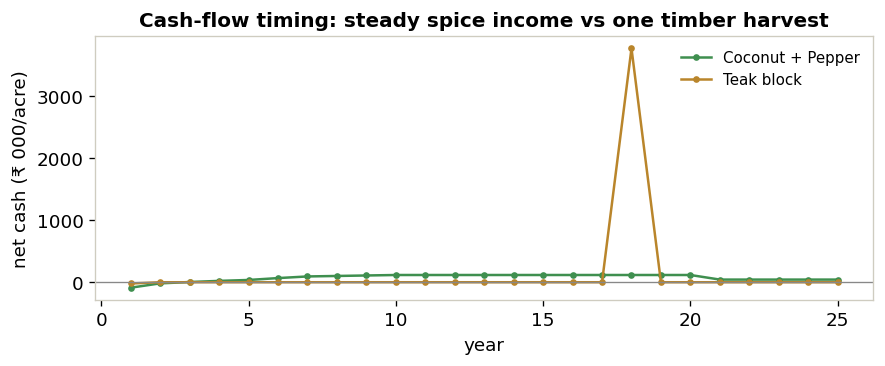 Cash-flow timing: steady spice income vs one timber harvest
Coconut + Pepper
Teak block
net cash (₹ 000/acre)
3000
2000
1000
0
0 5 10 15 20 25
year